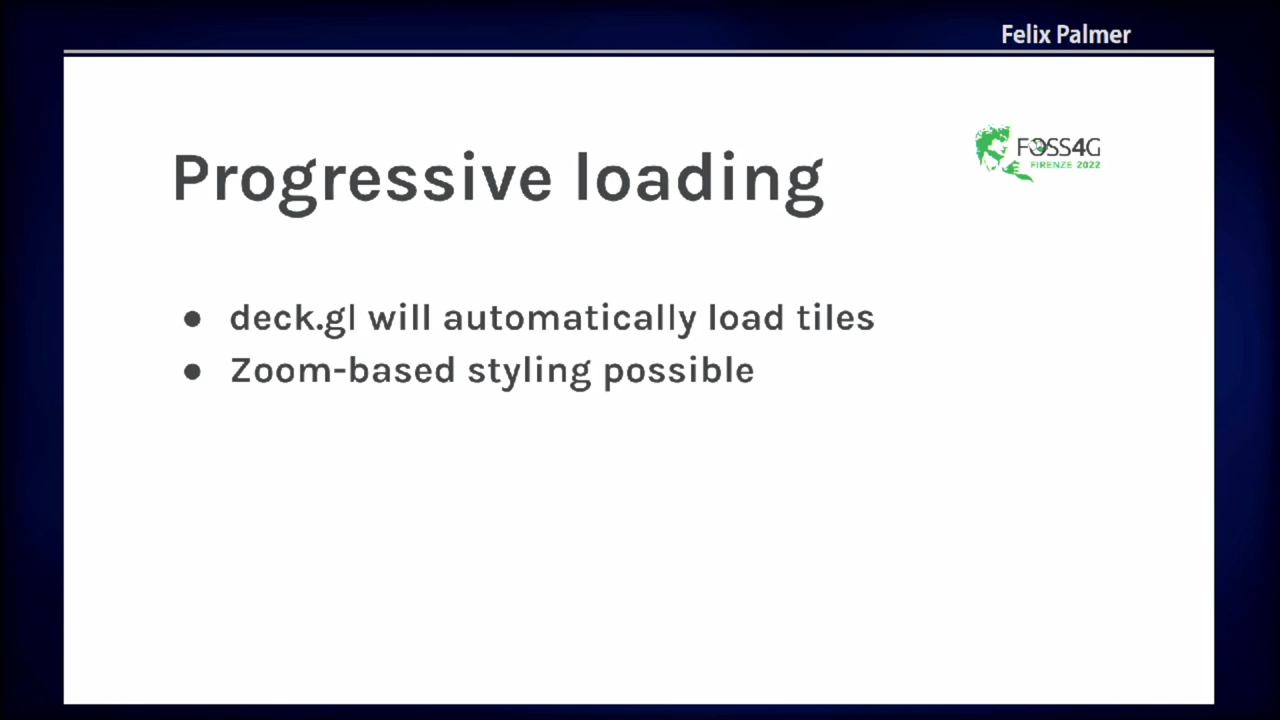 Felix Palmer
FOSS4G
FIRENZE 2022
Progressive loading
● deck.gl will automatically load tiles
● Zoom-based styling possible